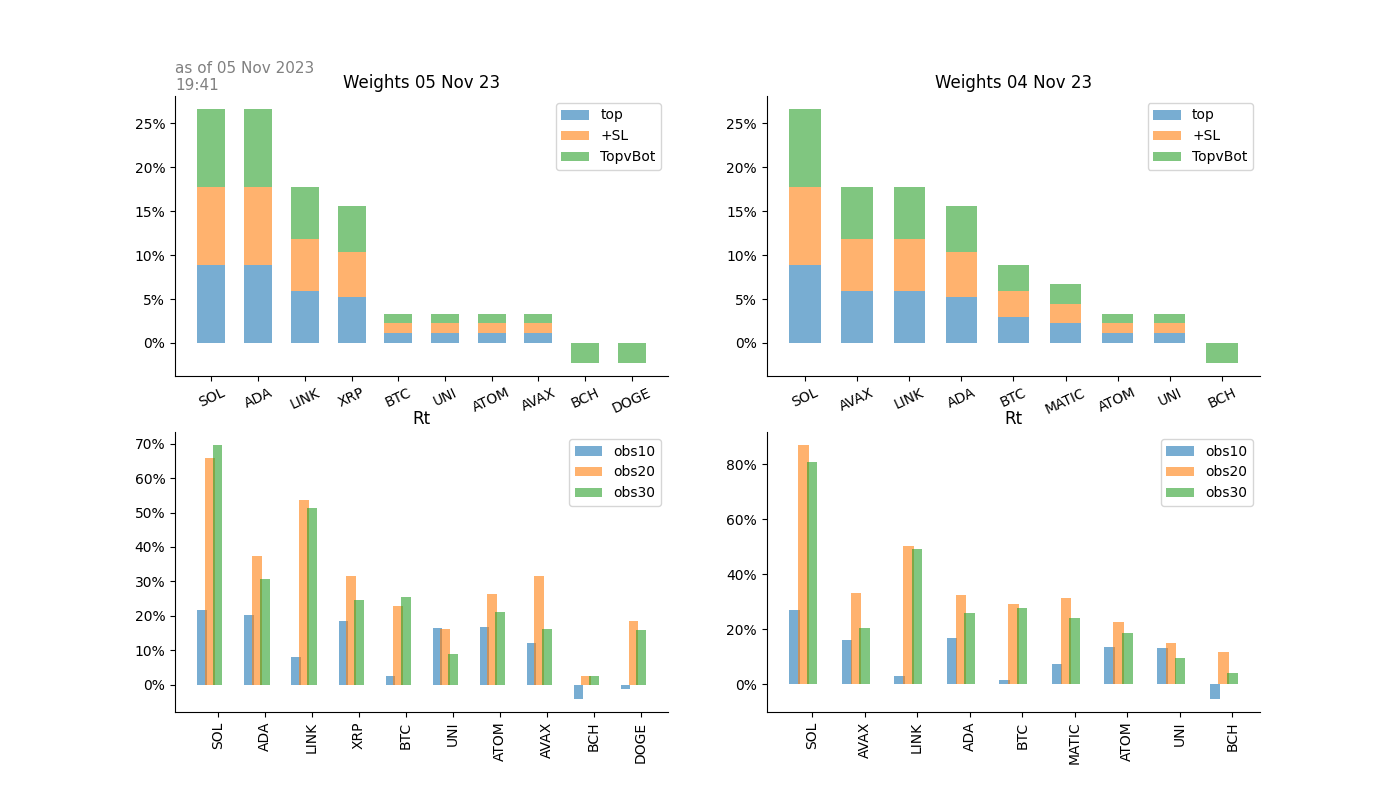 as of 05 Nov 2023
19:41
Weights 05 Nov 23
25%
20%
15%
10%
5%
0%
top
+SL
TopvBot
SOL ADA LINK XRP BTC UNI ATOM AVAX BCH DOGE
Weights 04 Nov 23
25%
20%
15%
10%
5%
0%
top
+SL
TopvBot
SOL AVAX LINK ADA BTC MATIC ATOM UNI BCH
Rt
70%
60%
50%
40%
30%
20%
10%
0%
obs10
obs20
obs30
SOL ADA LINK XRP BTC UNI ATOM AVAX BCH DOGE
Rt
80%
60%
40%
20%
0%
obs10
obs20
obs30
SOL AVAX LINK ADA BTC MATIC ATOM UNI BCH